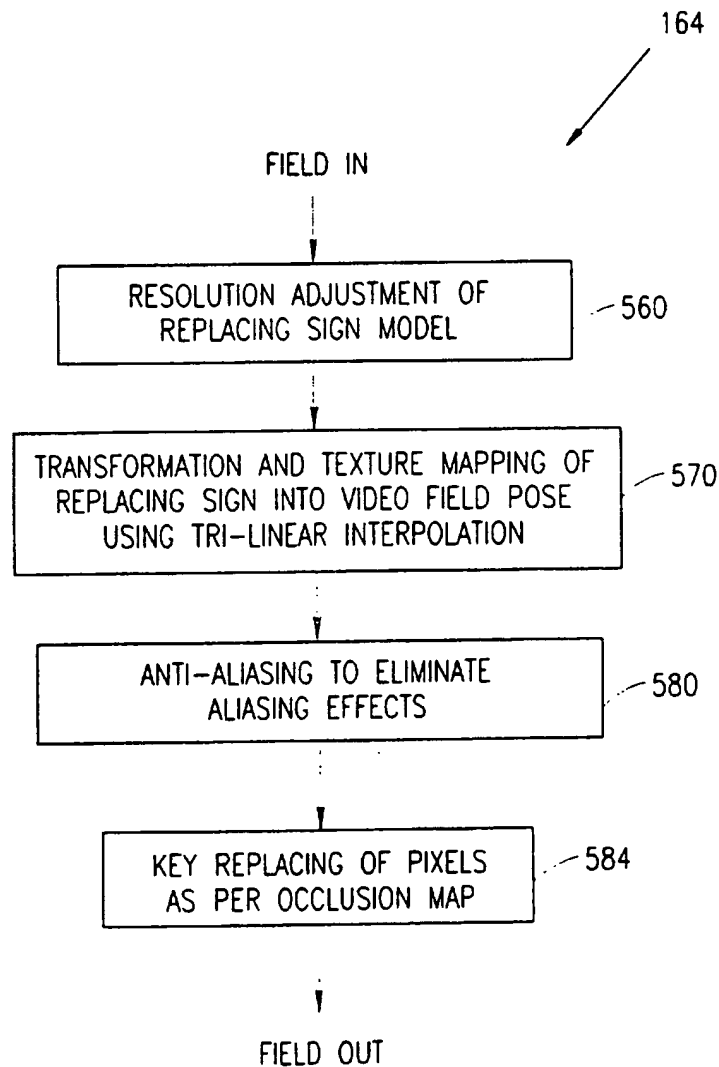 164
FIELD IN
RESOLUTION ADJUSTMENT OF
REPLACING SIGN MODEL
560
TRANSFORMATION AND TEXTURE MAPPING OF
REPLACING SIGN INTO VIDEO FIELD POSE
USING TRI-LINEAR INTERPOLATION
570
ANTI-ALIASING TO ELIMINATE
ALIASING EFFECTS
580
KEY REPLACING OF PIXELS
AS PER OCCLUSION MAP
584
FIELD OUT